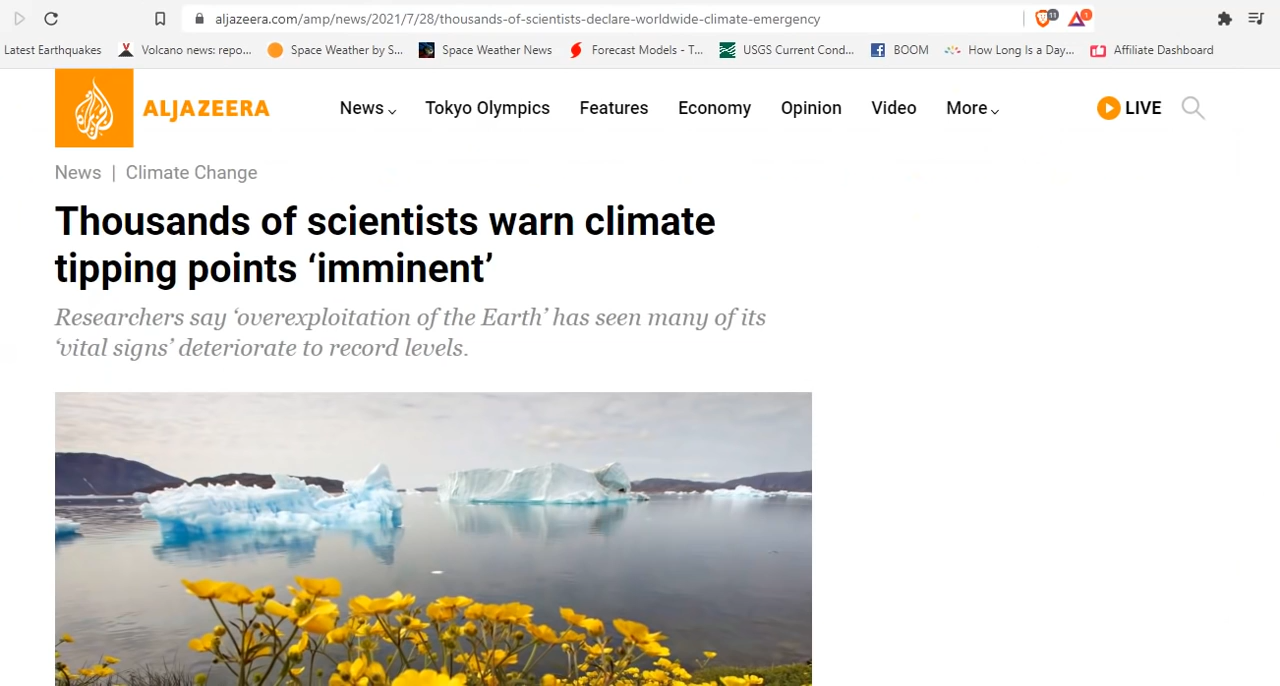 aljazeera.com/amp/news/2021/7/28/thousands-of-scientists-declare-worldwide-climate-emergency
11
1
Latest Earthquakes
Volcano news: repo...
Space Weather by S...
Space Weather News
Forecast Models - T...
USGS Current Cond...
BOOM
How Long Is a Day...
Affiliate Dashboard
ALJAZEERA
News
Tokyo Olympics
Features
Economy
Opinion
Video
More
LIVE
News | Climate Change
Thousands of scientists warn climate
tipping points ‘imminent’
Researchers say ‘overexploitation of the Earth’ has seen many of its
‘vital signs’ deteriorate to record levels.